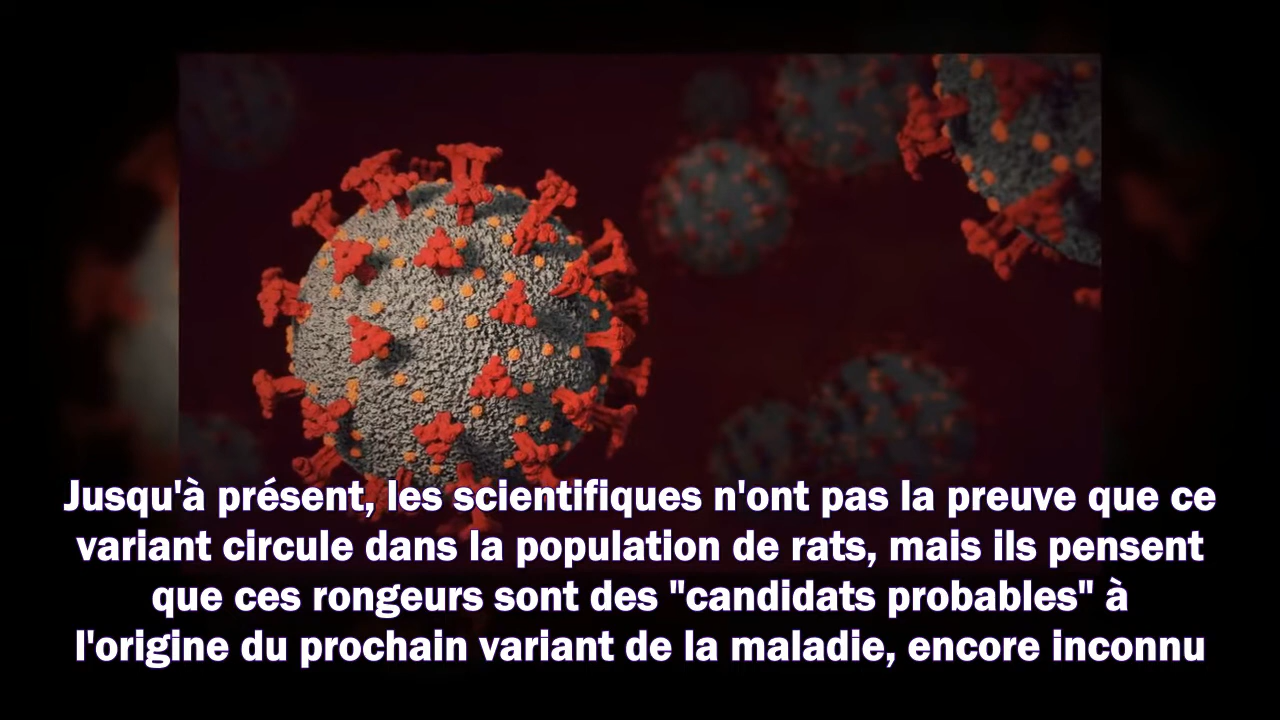 Jusqu'à présent, les scientifiques n'ont pas la preuve que ce
variant circule dans la population de rats, mais ils pensent
que ces rongeurs sont des "candidats probables" à
l'origine du prochain variant de la maladie, encore inconnu